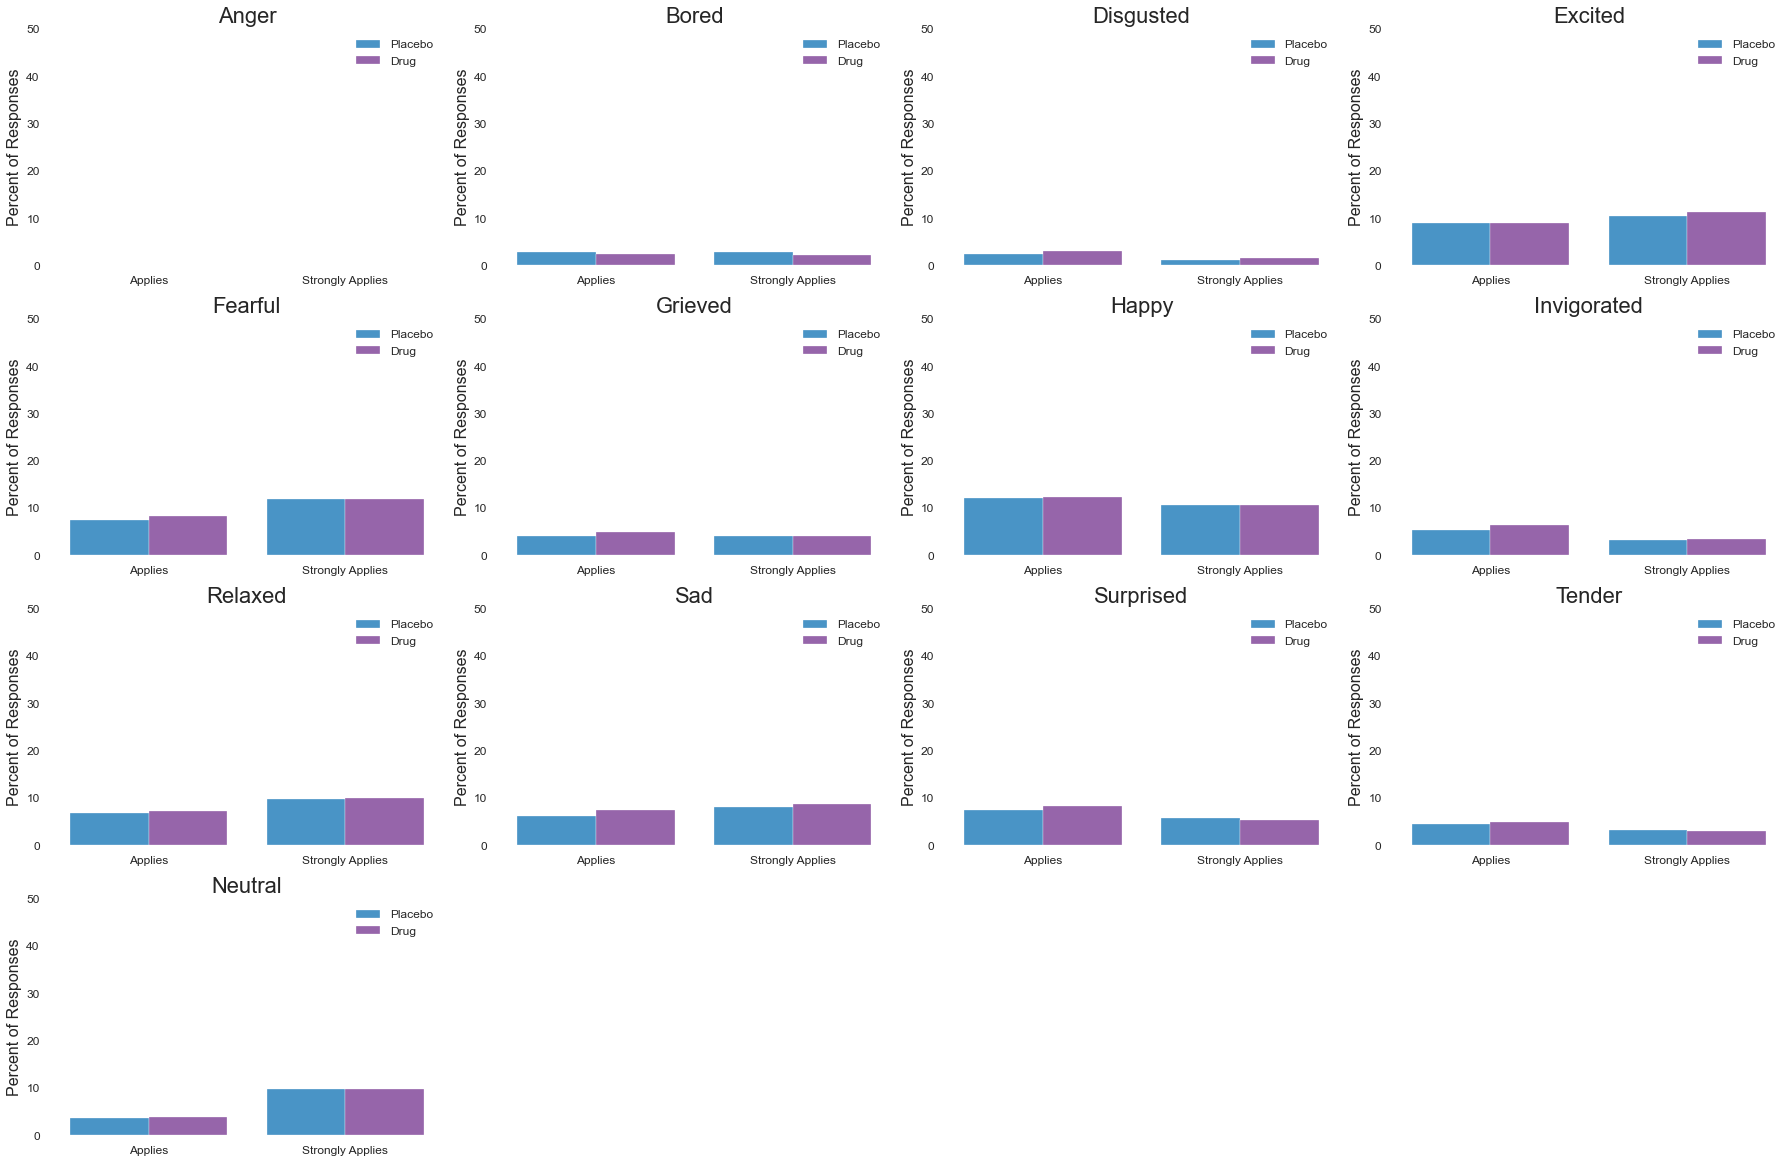 Anger
50
40
30
20
10
0
Percent of Responses
Placebo
Drug
Applies
Strongly Applies
Bored
50
40
30
20
10
0
Percent of Responses
Placebo
Drug
Applies
Strongly Applies
Disgusted
50
40
30
20
10
0
Percent of Responses
Placebo
Drug
Applies
Strongly Applies
Excited
50
40
30
20
10
0
Percent of Responses
Placebo
Drug
Applies
Strongly Applies
Fearful
50
40
30
20
10
0
Percent of Responses
Placebo
Drug
Applies
Strongly Applies
Grieved
50
40
30
20
10
0
Percent of Responses
Placebo
Drug
Applies
Strongly Applies
Happy
50
40
30
20
10
0
Percent of Responses
Placebo
Drug
Applies
Strongly Applies
Invigorated
50
40
30
20
10
0
Percent of Responses
Placebo
Drug
Applies
Strongly Applies
Relaxed
50
40
30
20
10
0
Percent of Responses
Placebo
Drug
Applies
Strongly Applies
Sad
50
40
30
20
10
0
Percent of Responses
Placebo
Drug
Applies
Strongly Applies
Surprised
50
40
30
20
10
0
Percent of Responses
Placebo
Drug
Applies
Strongly Applies
Tender
50
40
30
20
10
0
Percent of Responses
Placebo
Drug
Applies
Strongly Applies
Neutral
50
40
30
20
10
0
Percent of Responses
Placebo
Drug
Applies
Strongly Applies